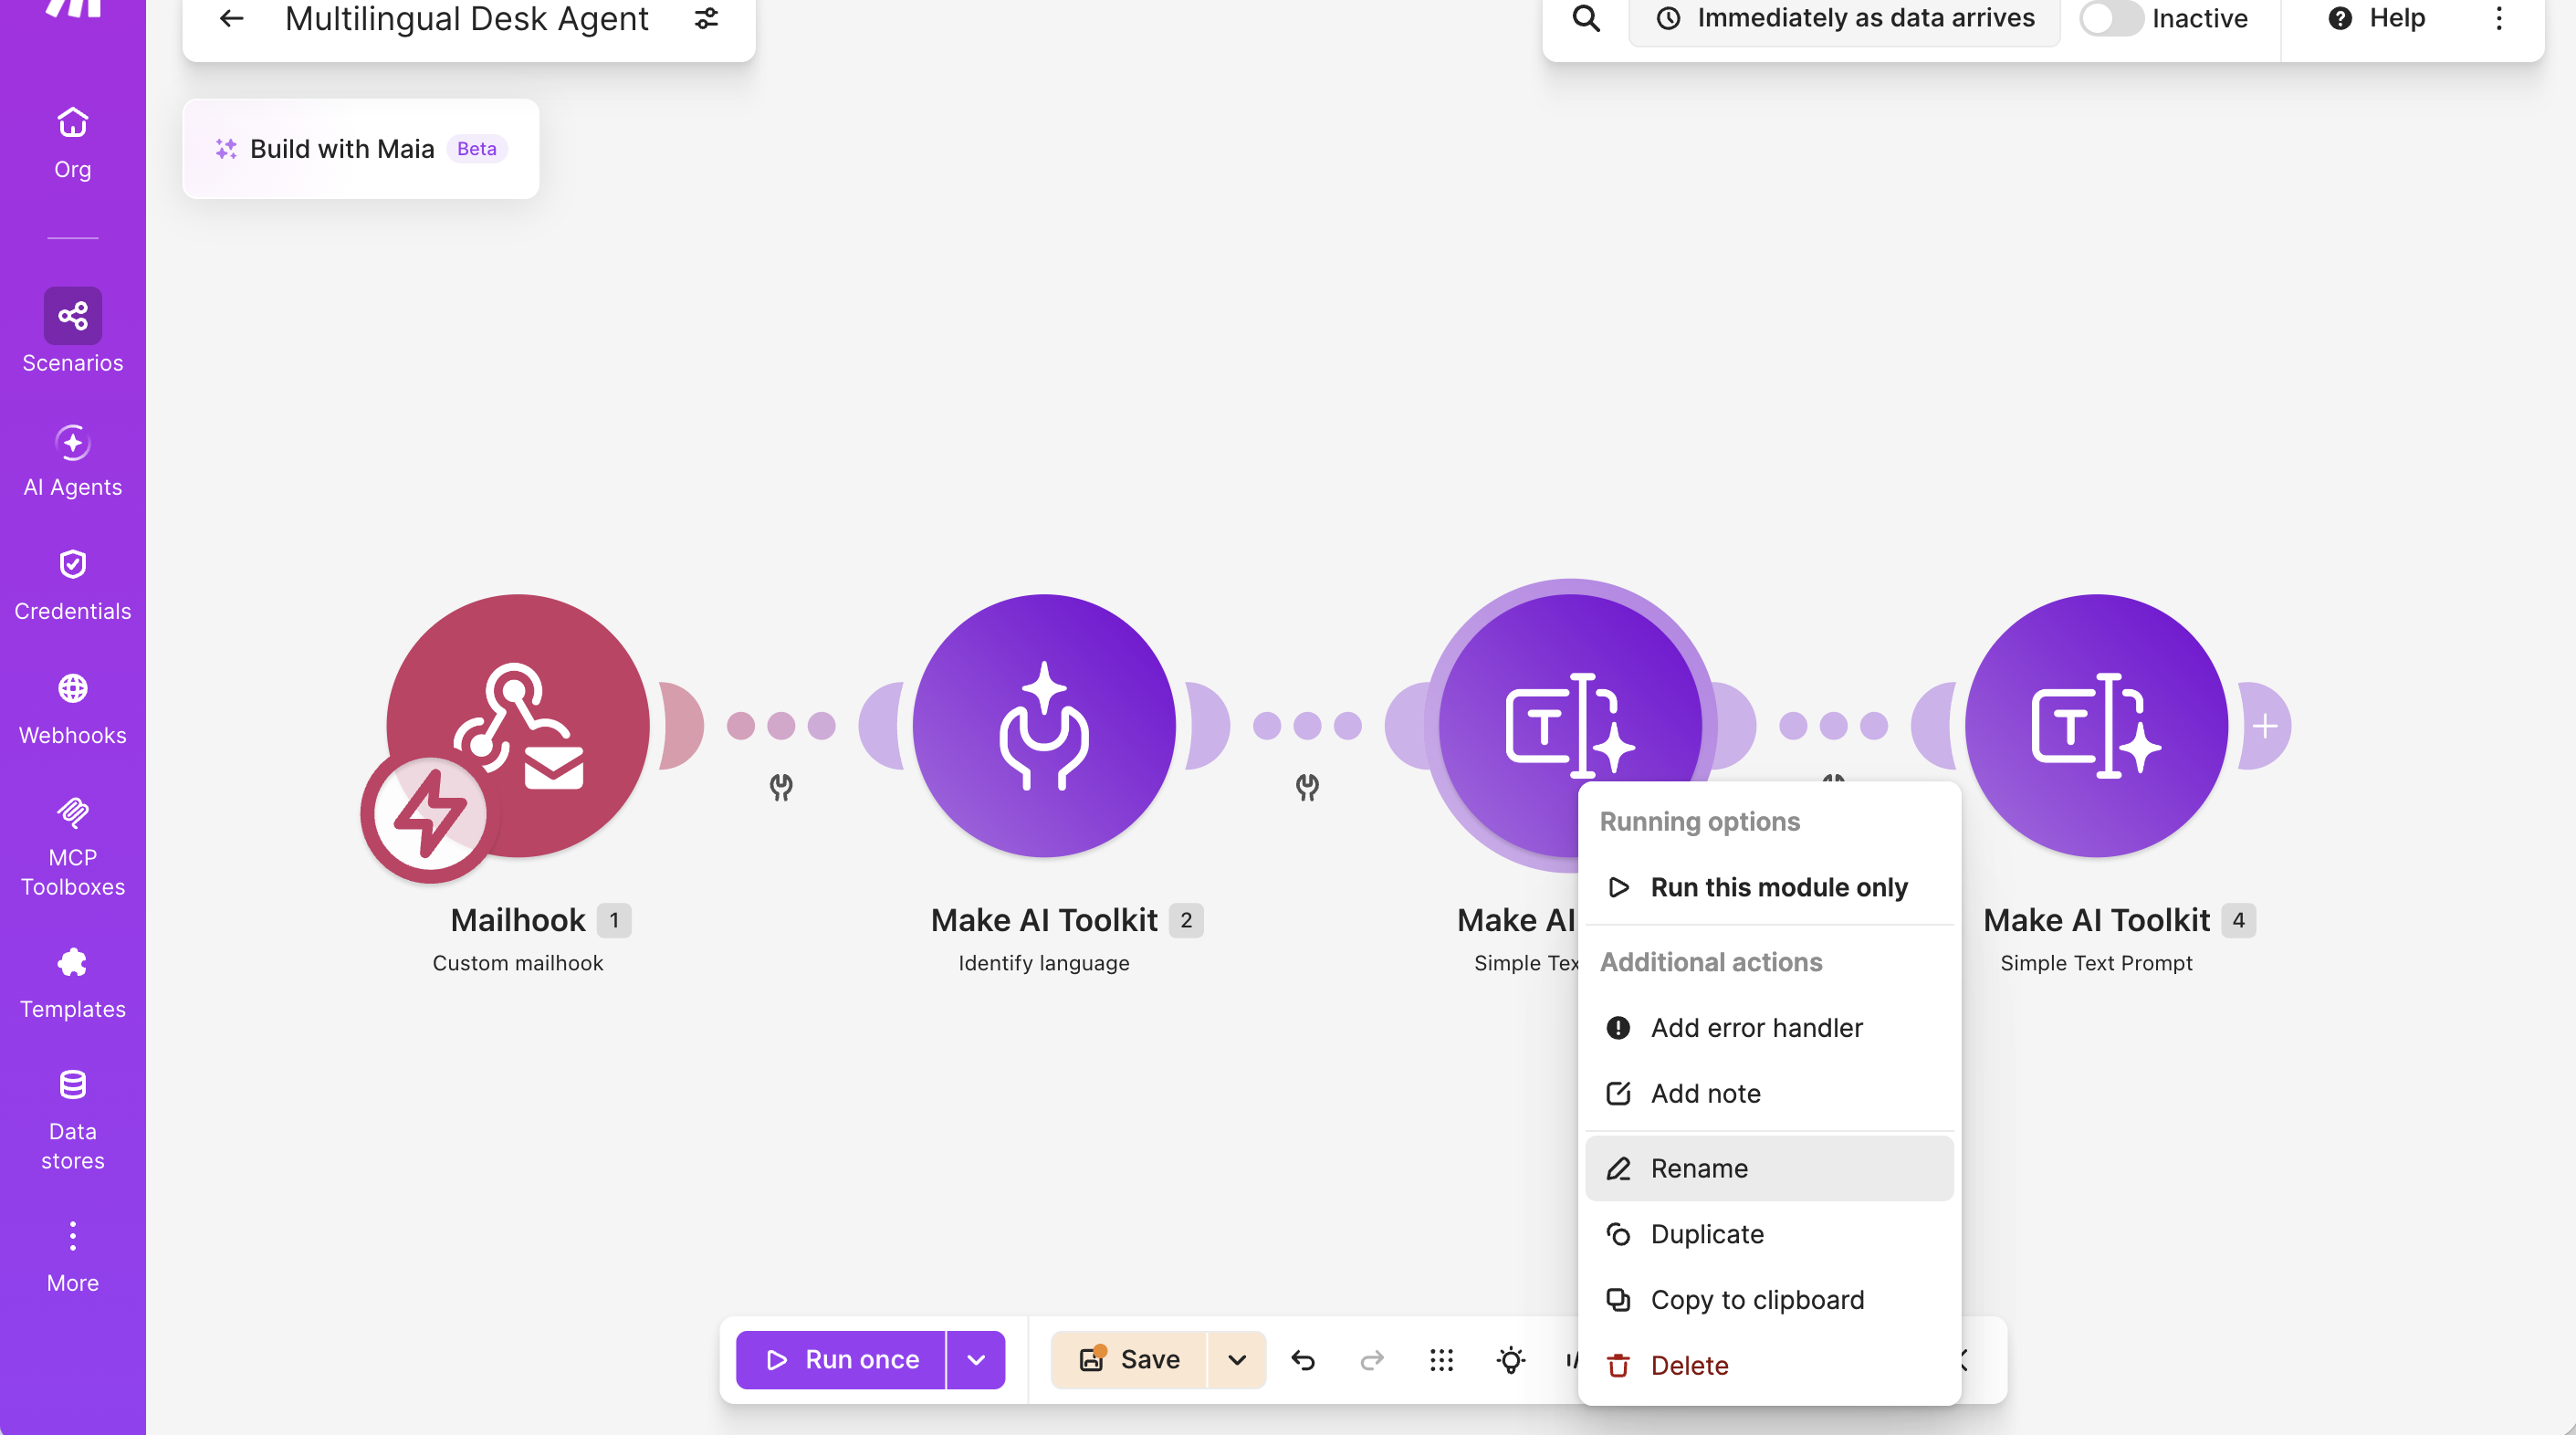 Multilingual Desk Agent
Immediately as data arrives
Inactive
Help
Build with Maia Beta
Org
Scenarios
AI Agents
Credentials
Webhooks
MCP
Toolboxes
Templates
Data
stores
More
Mailhook 1
Custom mailhook
Make AI Toolkit 2
Identify language
Make AI
Simple
Make AI Toolkit 4
Simple Text Prompt
Running options
Run this module only
Additional actions
Add error handler
Add note
Rename
Duplicate
Copy to clipboard
Delete
Run once
Save